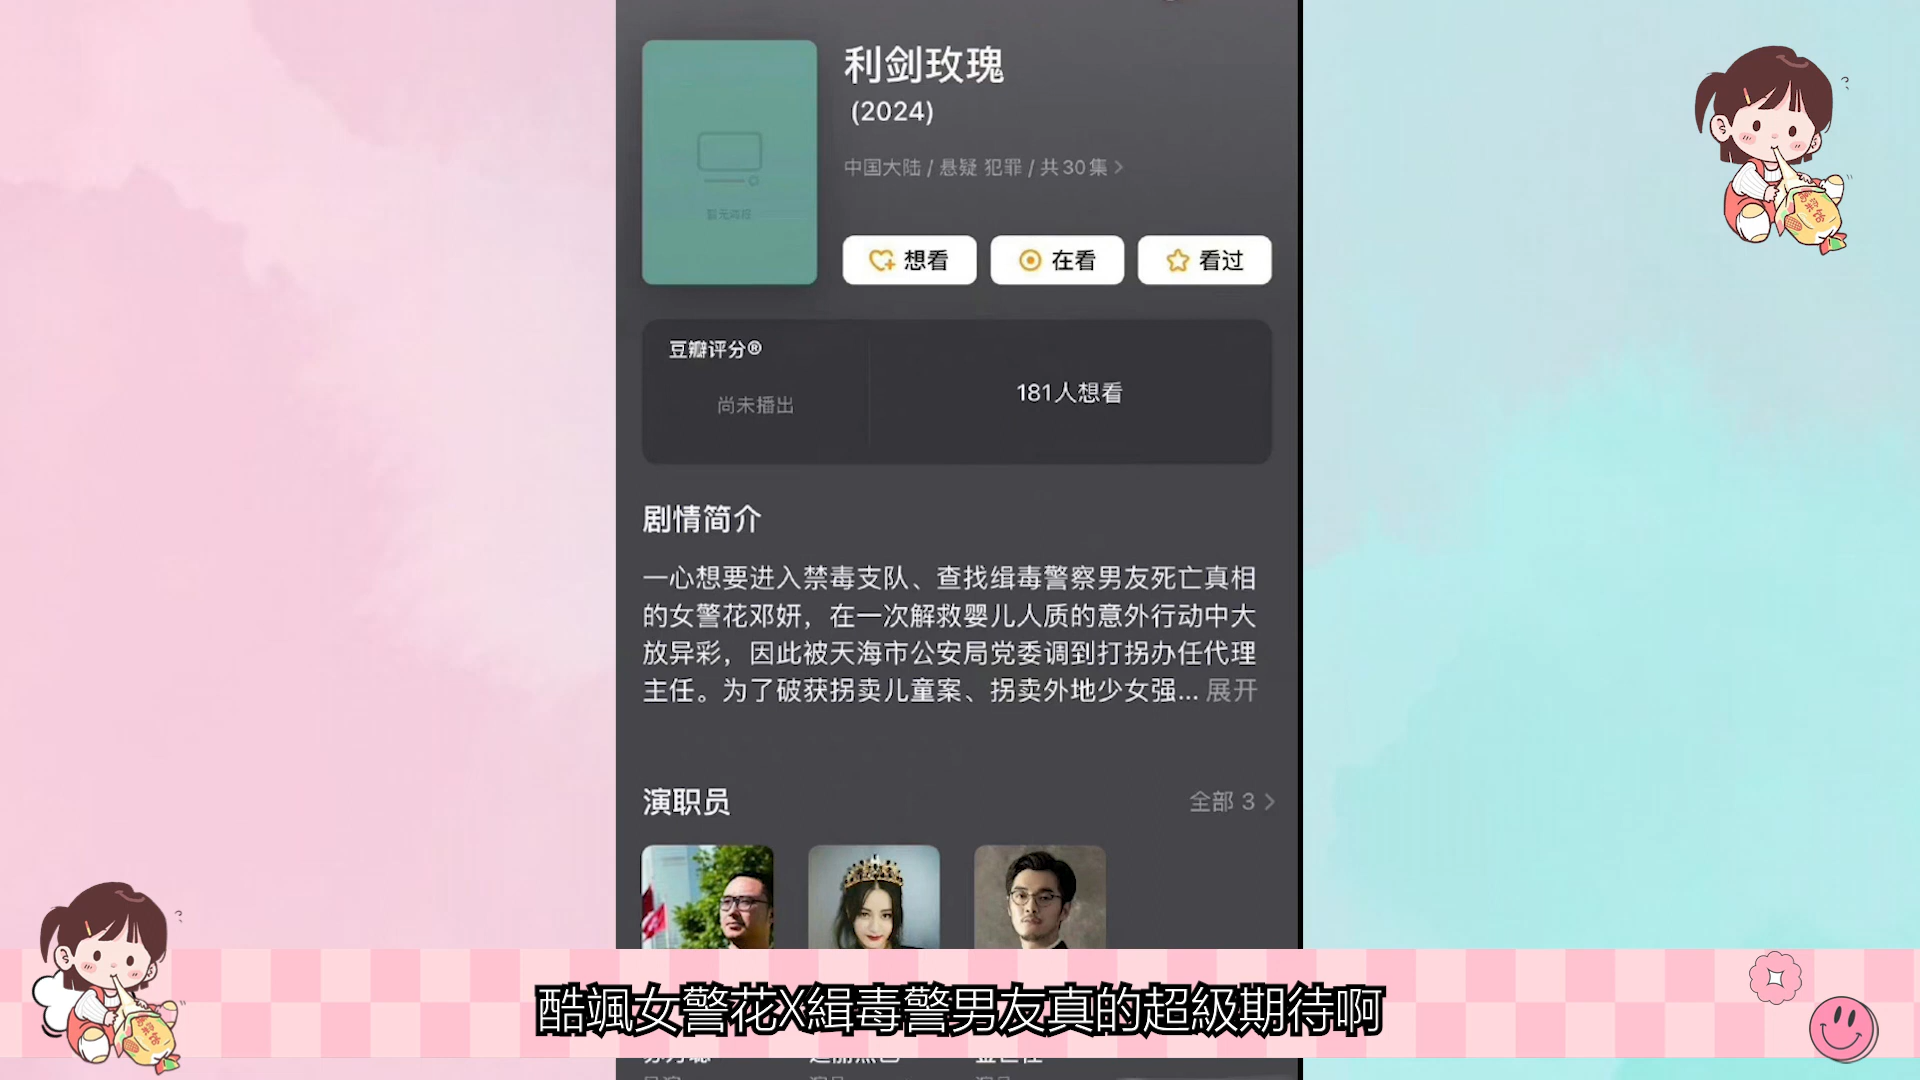 利剑玫瑰
(2024)
中国大陆 / 悬疑 犯罪 / 共30集 >
暂无海报
想看
在看
看过
豆瓣评分®
尚未播出
181人想看
剧情简介
一心想要进入禁毒支队、查找缉毒警察男友死亡真相
的女警花邓妍，在一次解救婴儿人质的意外行动中大
放异彩，因此被天海市公安局党委调到打拐办任代理
主任。为了破获拐卖儿童案、拐卖外地少女强... 展开
演职员
全部 3 >
酷颯女警花X緝毒警男友真的超級期待啊